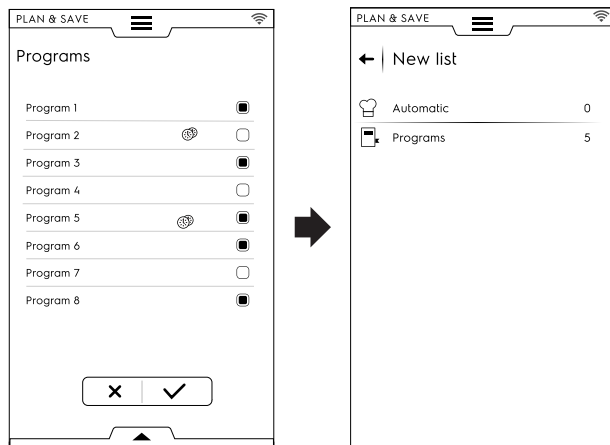 PLAN & SAVE
Programs
Program 1
Program 2
Program 3
Program 4
Program 5
Program 6
Program 7
Program 8
PLAN & SAVE
New list
Automatic 0
Programs 5